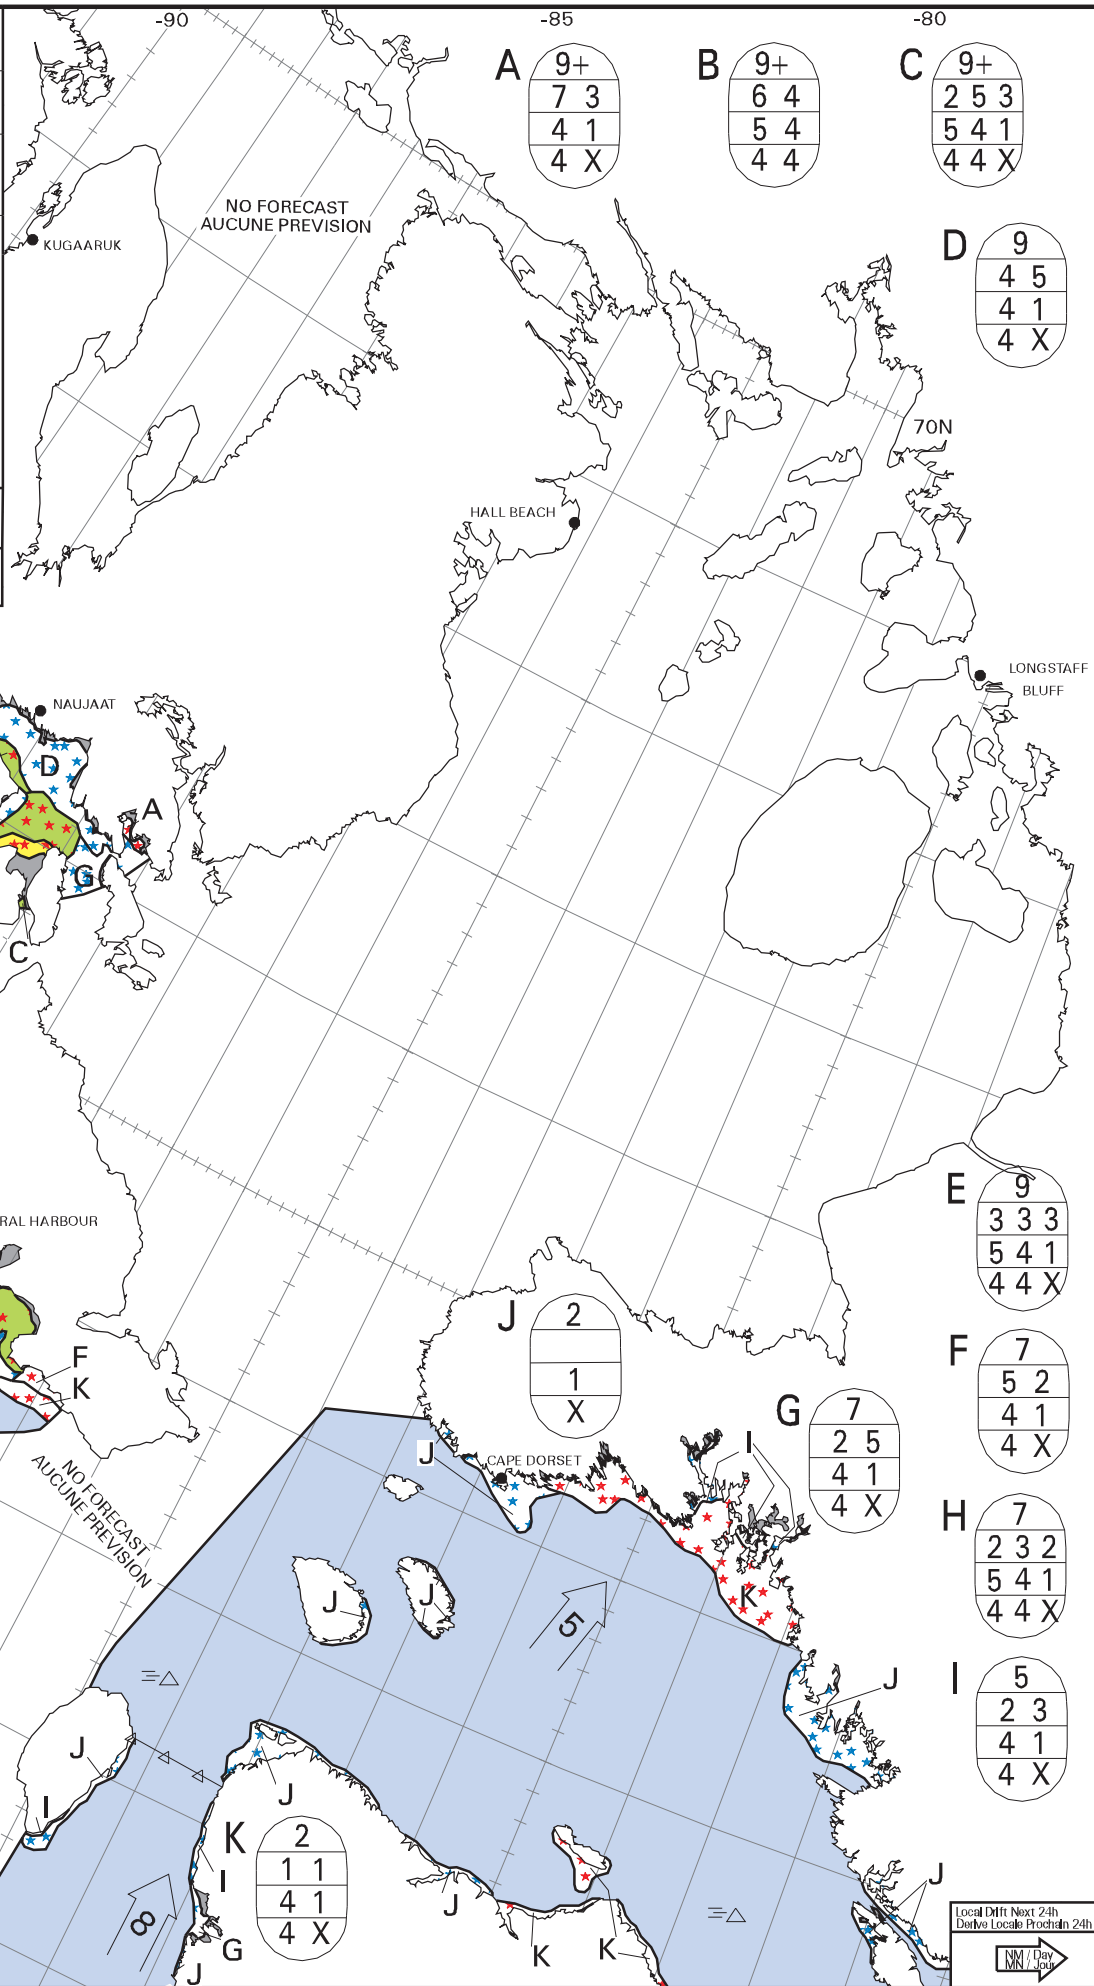 -90
-85
-80
A
9+
7 3
4 1
4 X
B
9+
6 4
5 4
4 4
C
9+
2 5 3
5 4 1
4 4 X
NO FORECAST
AUCUNE PREVISION
KUGAARUK
D
9
4 5
4 1
4 X
70N
HALL BEACH
LONGSTAFF
BLUFF
NAUJAAT
D
A
G
C
E
9
3 3 3
5 4 1
4 4 X
RAL HARBOUR
J
2
1
X
F
7
5 2
4 1
4 X
F
K
G
7
2 5
4 1
4 X
J
CAPE DORSET
I
NO FORECAST
AUCUNE PREVISION
H
7
2 3 2
5 4 1
4 4 X
J
J
K
5
I
5
2 3
4 1
4 X
J
J
J
I
K
2
1 1
4 1
4 X
I
J
J
8
G
K
K
J
Local Drift Next 24h
Derive Locale Prochain 24h
NM / Day
MN / Jour